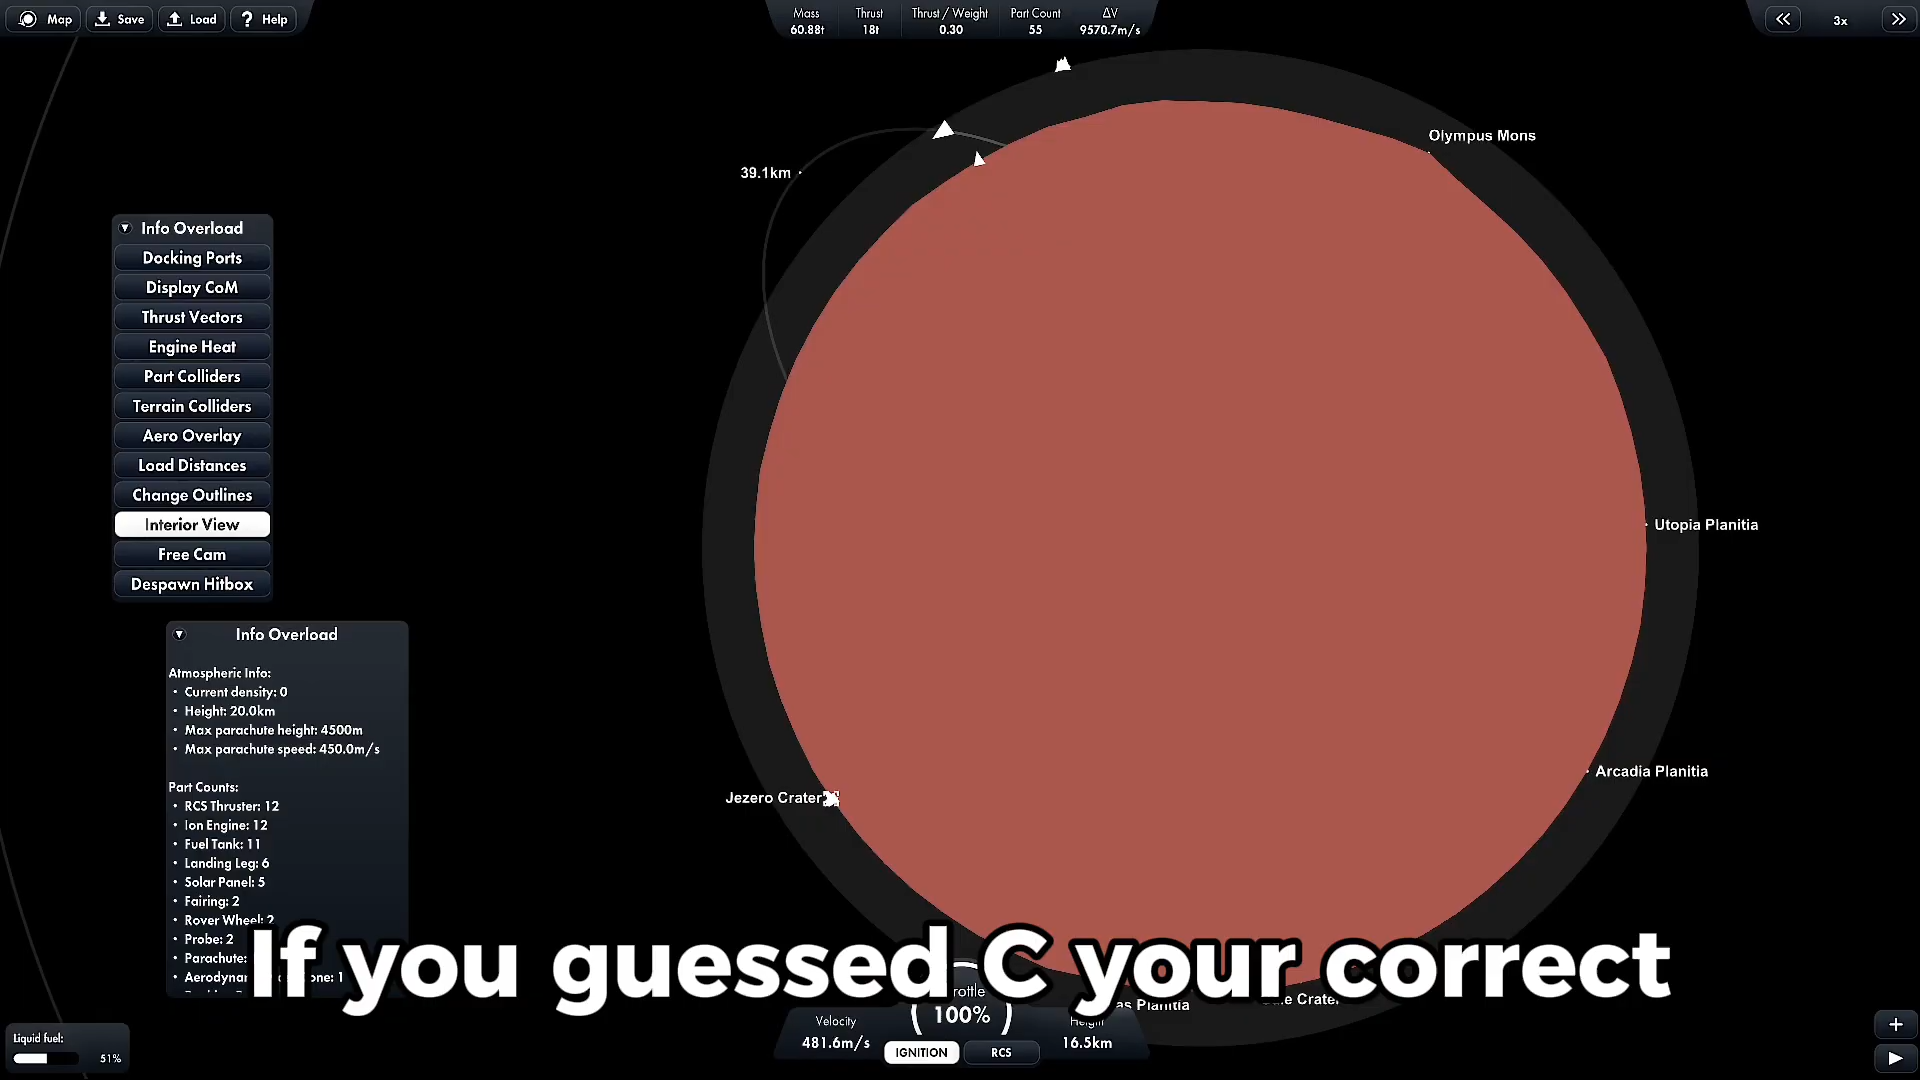 Map Save Load Help
Mass Thrust Thrust / Weight Part Count ΔV
60.88t 18t 0.30 55 9570.7m/s
3x
Olympus Mons
39.1km
Info Overload
Docking Ports
Display CoM
Thrust Vectors
Engine Heat
Part Colliders
Terrain Colliders
Aero Overlay
Load Distances
Change Outlines
Interior View
Free Cam
Despawn Hitbox
Utopia Planitia
Info Overload
Atmospheric Info:
• Current density: 0
• Height: 20.0km
• Max parachute height: 4500m
• Max parachute speed: 450.0m/s
Part Counts:
• RCS Thruster: 12
• Ion Engine: 12
• Fuel Tank: 11
• Landing Leg: 6
• Solar Panel: 5
• Fairing: 2
• Rover Wheel: 2
• Probe: 2
• Parachute:
Arcadia Planitia
Jezero Crater
If you guessed C your correct
Planitia Crater
100%
Velocity Height
481.6m/s 16.5km
IGNITION RCS
Liquid fuel:
51%